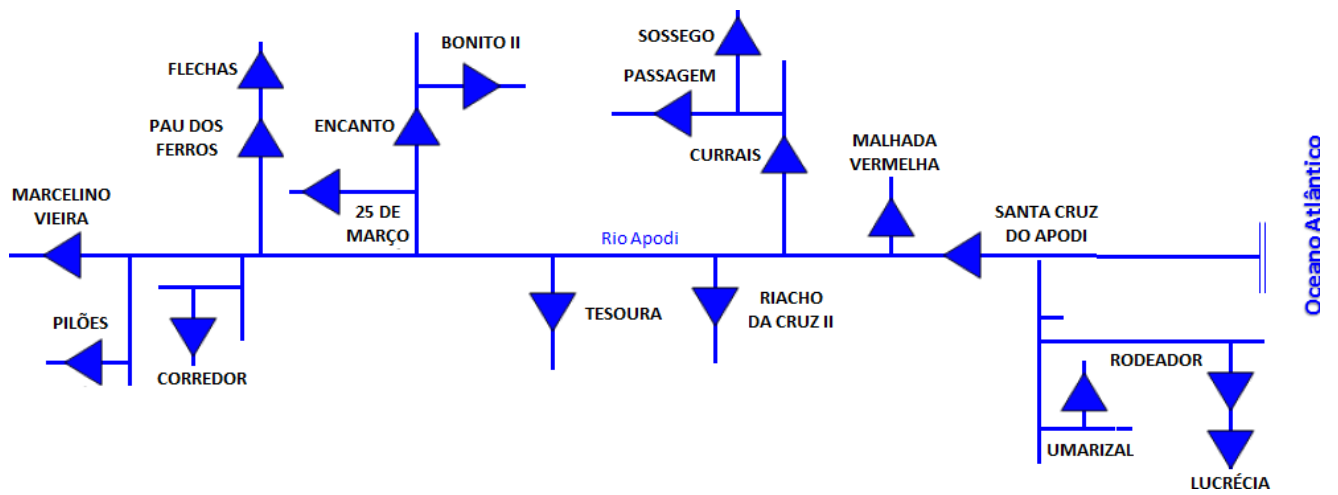 BONITO II
SOSSEGO
FLECHAS
PASSAGEM
PAU DOS
FERROS
ENCANTO
CURRAIS
MALHADA
VERMELHA
MARCELINO
VIEIRA
25 DE
MARÇO
SANTA CRUZ
DO APODI
Rio Apodi
Oceano Atlântico
PILÕES
CORREDOR
TESOURA
RIACHO
DA CRUZ II
RODEADOR
UMARIZAL
LUCRÉCIA